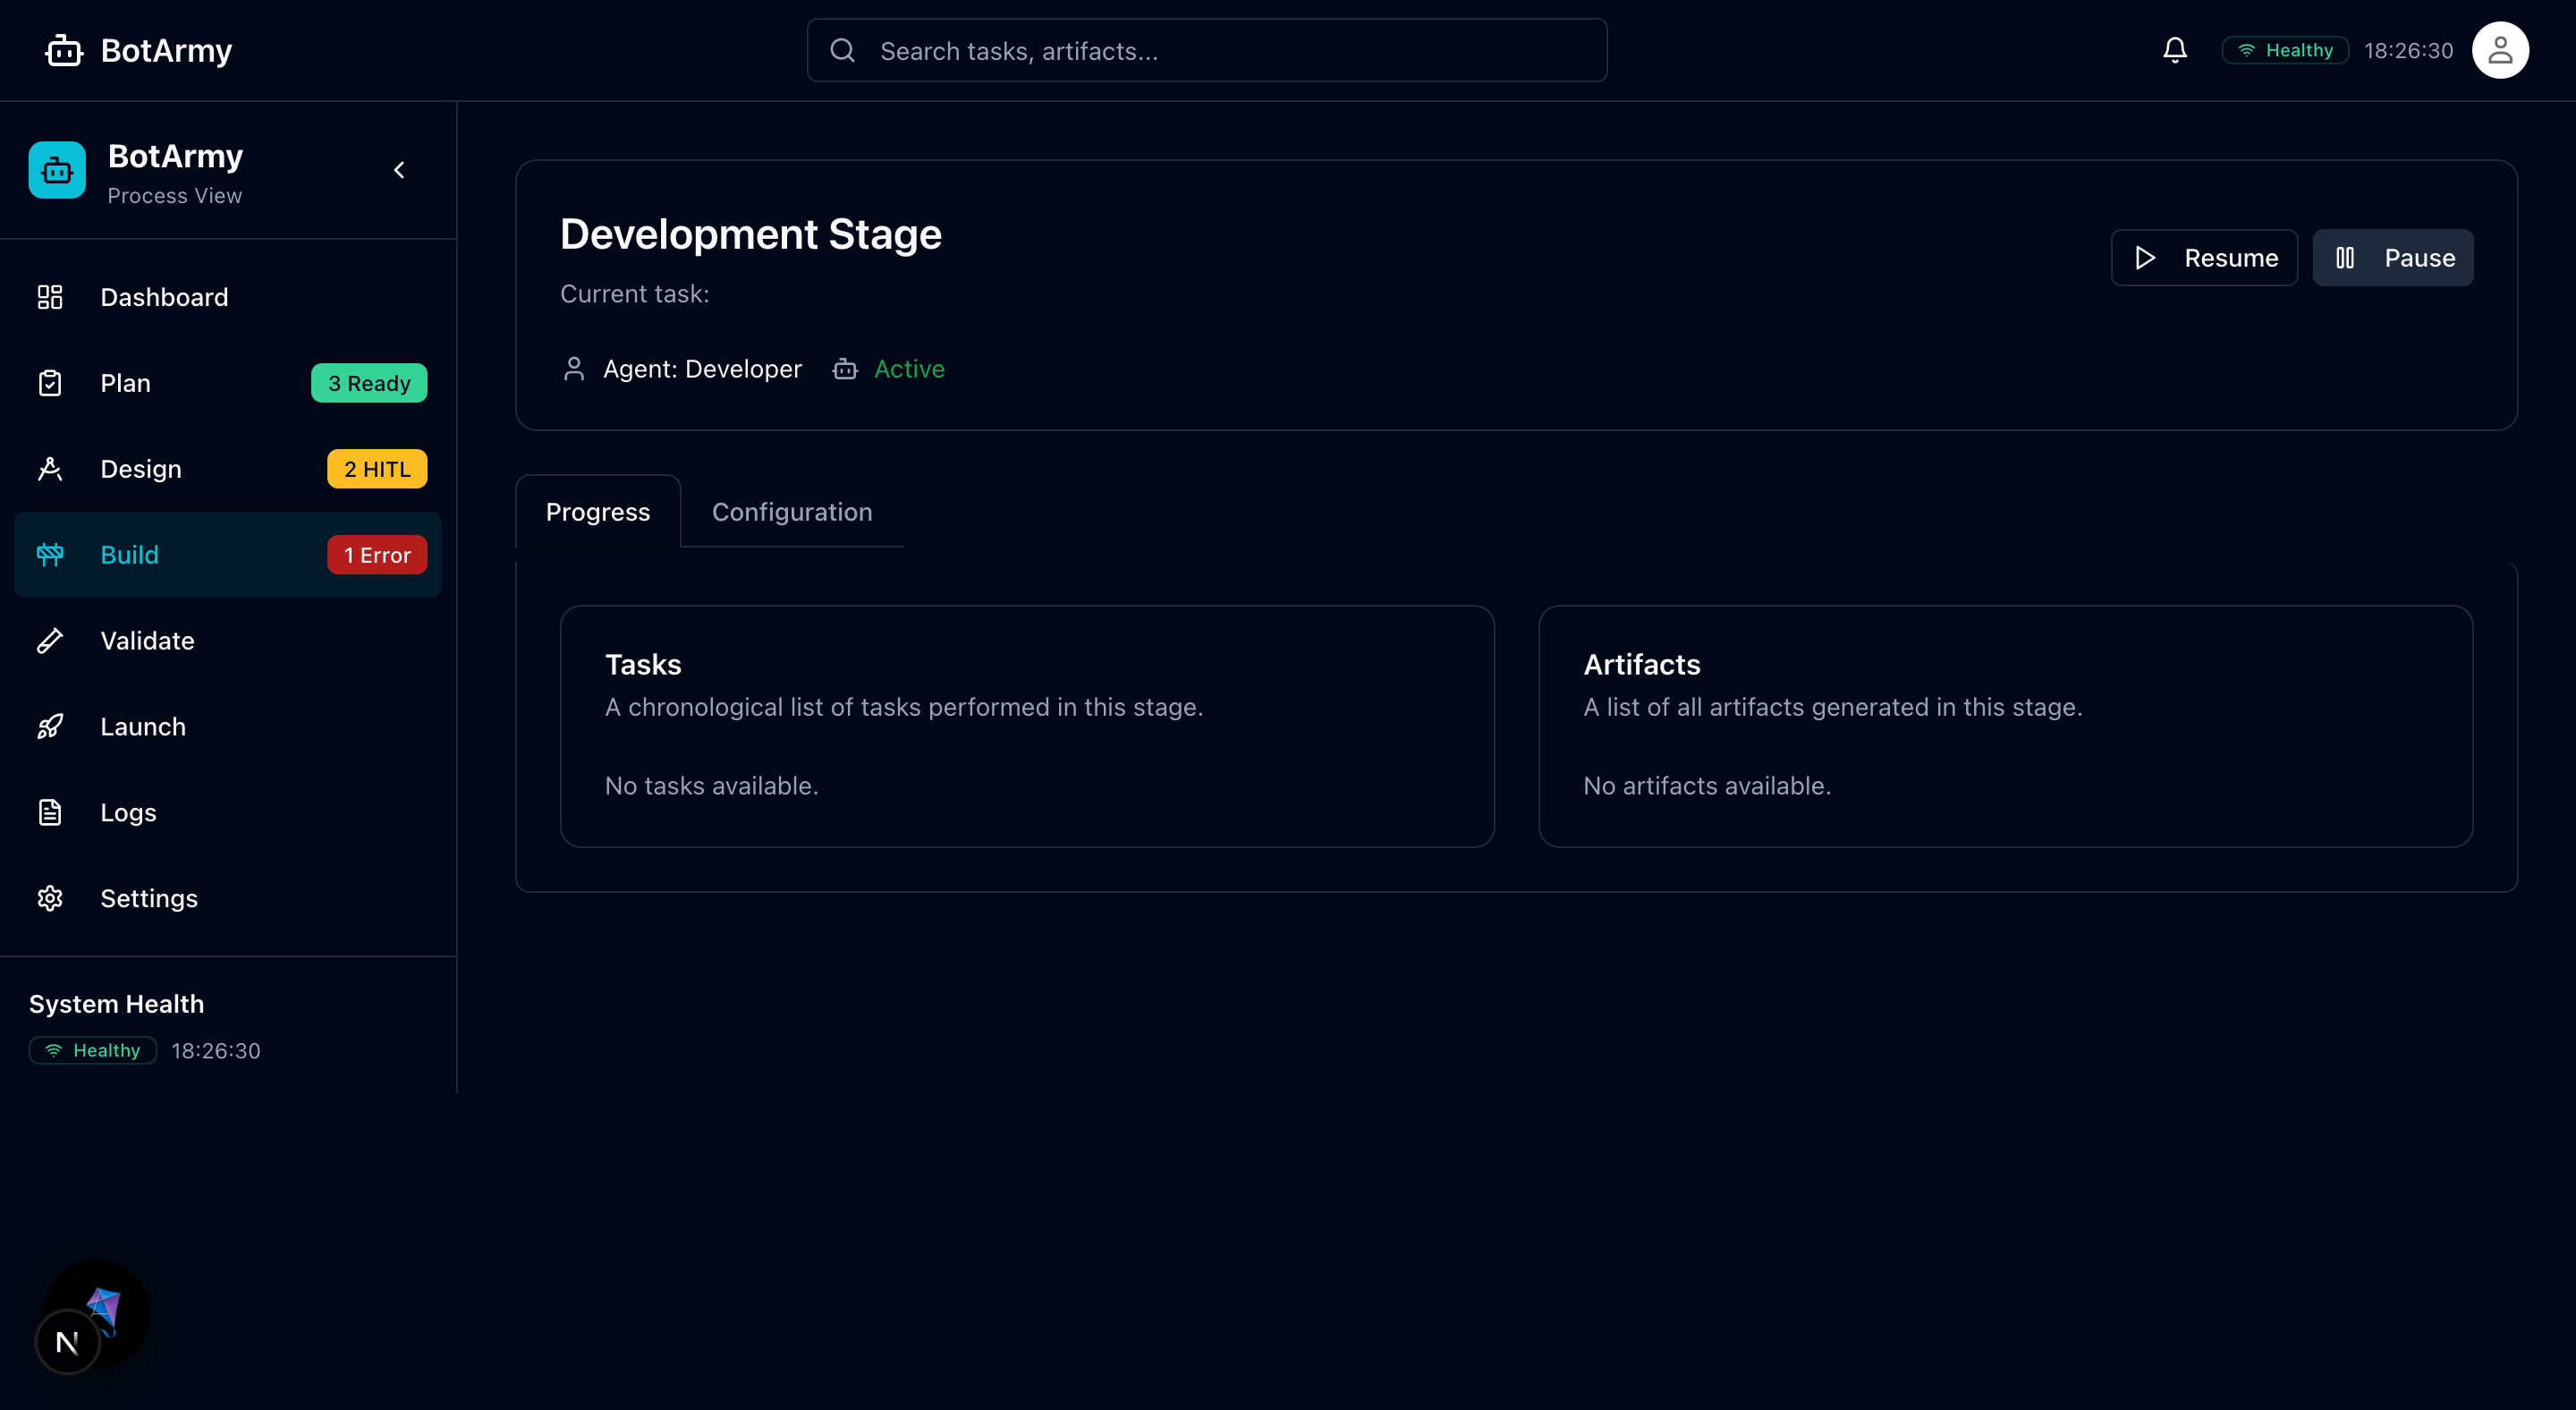 BotArmy
Search tasks, artifacts...
Healthy
18:26:30
BotArmy
Process View
Dashboard
Plan
3 Ready
Design
2 HITL
Build
1 Error
Validate
Launch
Logs
Settings
System Health
Healthy
18:26:30
Development Stage
Current task:
Agent: Developer
Active
Resume
Pause
Progress
Configuration
Tasks
A chronological list of tasks performed in this stage.
No tasks available.
Artifacts
A list of all artifacts generated in this stage.
No artifacts available.
N